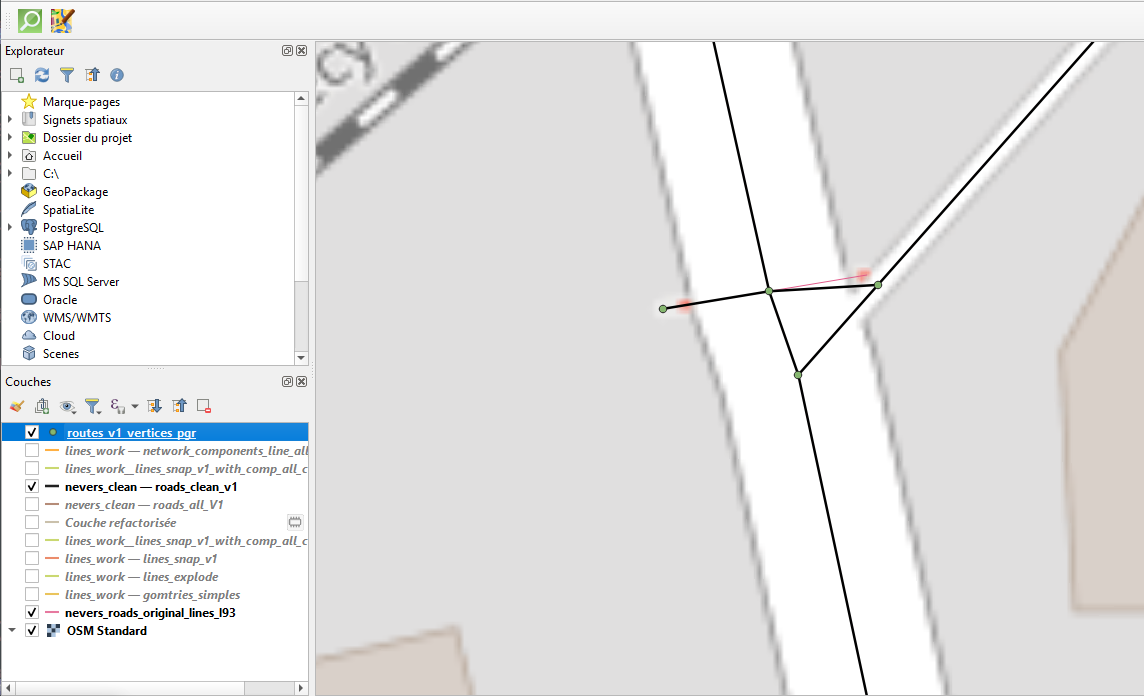 Explorateur
Marque-pages
Signets spatiaux
Dossier du projet
Accueil
C:\
GeoPackage
SpatiaLite
PostgreSQL
SAP HANA
STAC
MS SQL Server
Oracle
WMS/WMTS
Cloud
Scenes
Couches
routes_v1_vertices_pgr
lines_work — network_components_line_all
lines_work__lines_snap_v1_with_comp_all_c
nevers_clean — roads_clean_v1
nevers_clean — roads_all_V1
Couche refactorisée
lines_work__lines_snap_v1_with_comp_all_c
lines_work — lines_snap_v1
lines_work — lines_explode
lines_work — gomtries_simples
nevers_roads_original_lines_l93
OSM Standard